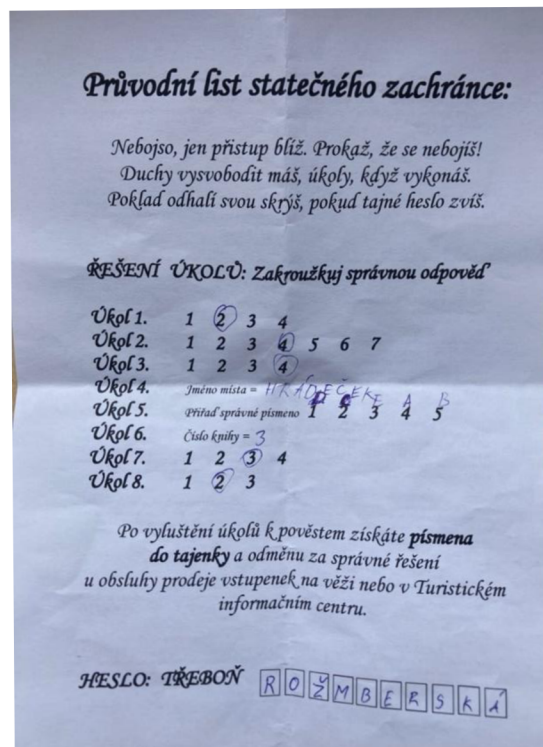 Průvodní list statečného zachránce:
Nebojso, jen přistup blíž. Prokaž, že se nebojíš!
Duchy vysvobodit máš, úkoly, když vykonáš.
Poklad odhalí svou skrýš, pokud tajné heslo zvíš.
ŘEŠENÍ ÚKOLŮ: Zakroužkuj správnou odpověď
Úkol 1. 1 2 3 4
Úkol 2. 1 2 3 4 5 6 7
Úkol 3. 1 2 3 4
Úkol 4. Jméno místa = HRÁDEČEK
D C E A B
Úkol 5. Přiřaď správné písmeno 1 2 3 4 5
Úkol 6. Číslo knihy = 3
Úkol 7. 1 2 3 4
Úkol 8. 1 2 3
Po vyluštění úkolů k pověstem získáte písmena
do tajenky a odměnu za správné řešení
u obsluhy prodeje vstupenek na věži nebo v Turistickém
informačním centru.
HESLO: TŘEBOŇ ROŽMBERSKÁ